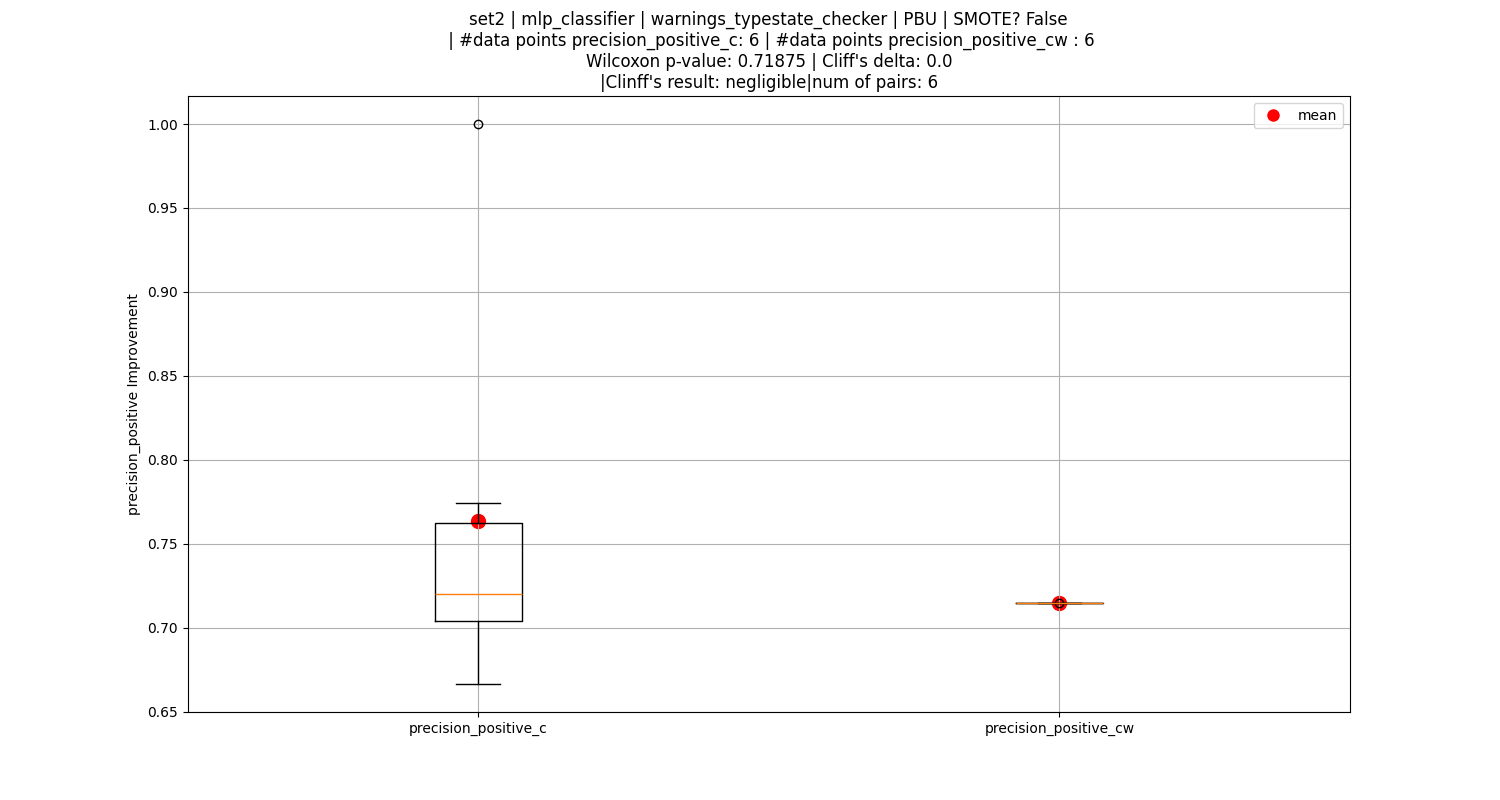 set2 | mlp_classifier | warnings_typestate_checker | PBU | SMOTE? False
| #data points precision_positive_c: 6 | #data points precision_positive_cw : 6
Wilcoxon p-value: 0.71875 | Cliff's delta: 0.0
|Clinff's result: negligible|num of pairs: 6
mean
1.00
0.95
0.90
0.85
0.80
0.75
0.70
0.65
precision_positive Improvement
precision_positive_c
precision_positive_cw